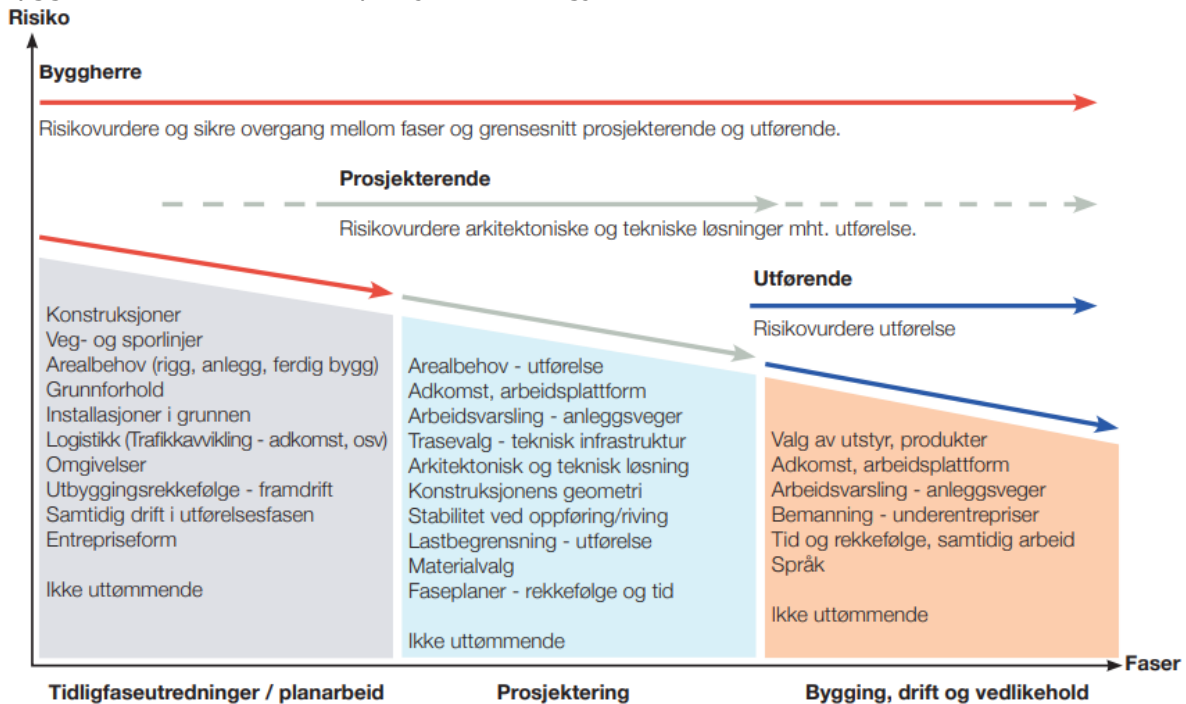 Risiko
Byggherre
Risikovurdere og sikre overgang mellom faser og grensesnitt prosjekterende og utførende.
Prosjekterende
Risikovurdere arkitektoniske og tekniske løsninger mht. utførelse.
Utførende
Risikovurdere utførelse
Konstruksjoner
Veg- og sporlinjer
Arealbehov (rigg, anlegg, ferdig bygg)
Grunnforhold
Installasjoner i grunnen
Logistikk (Trafikkavvikling - adkomst, osv)
Omgivelser
Utbyggingsrekkefølge - framdrift
Samtidig drift i utførelsesfasen
Entrepriseform
Ikke uttømmende
Arealbehov - utførelse
Adkomst, arbeidsplattform
Arbeidsvarsling - anleggsveger
Trasevalg - teknisk infrastruktur
Arkitektonisk og teknisk løsning
Konstruksjonens geometri
Stabilitet ved oppføring/riving
Lastbegrensning - utførelse
Materialvalg
Faseplaner - rekkefølge og tid
Ikke uttømmende
Valg av utstyr, produkter
Adkomst, arbeidsplattform
Arbeidsvarsling - anleggsveger
Bemanning - underentrepriser
Tid og rekkefølge, samtidig arbeid
Språk
Ikke uttømmende
Faser
Tidligfaseutredninger / planarbeid
Prosjektering
Bygging, drift og vedlikehold